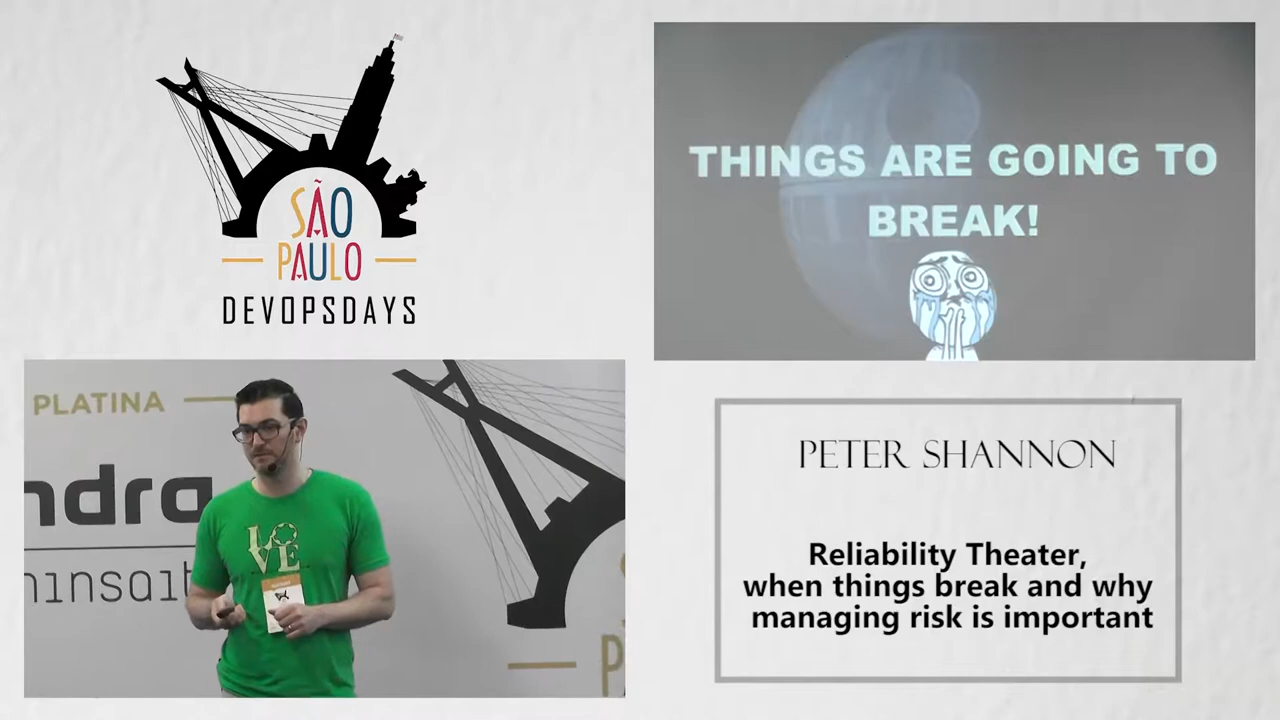 SÃO
PAULO
DEVOPSDAYS
THINGS ARE GOING TO
BREAK!
PLATINA
ndra
minsait
LOVE
PETER SHANNON
Reliability Theater,
when things break and why
managing risk is important